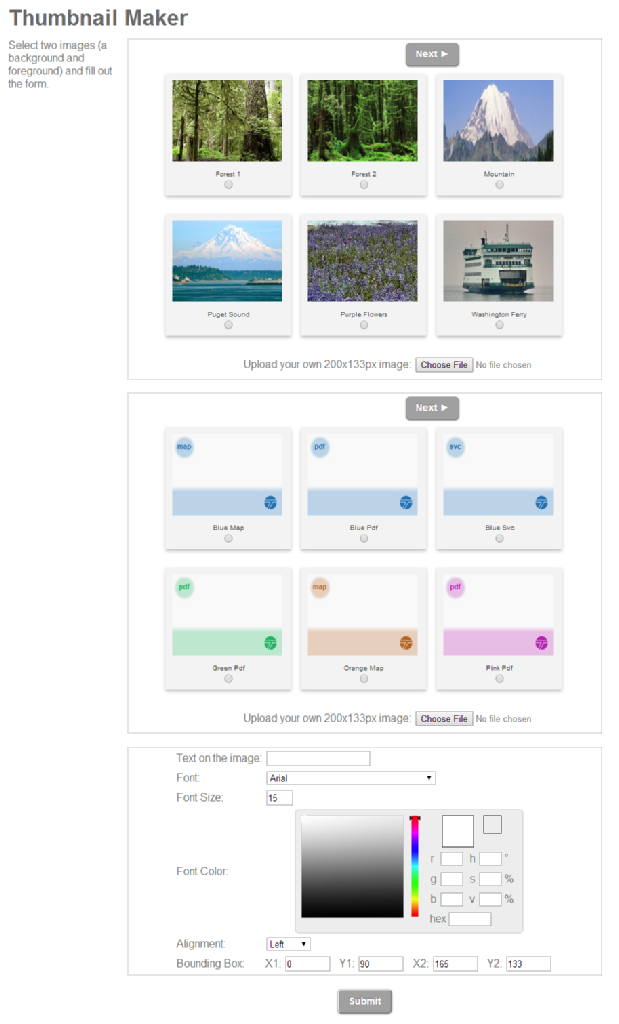 Thumbnail Maker
Select two images (a
background and
foreground) and fill out
the form.
Next ►
Forest 1
Forest 2
Mountain
Puget Sound
Purple Flowers
Washington Ferry
Upload your own 200x133px image: Choose File No file chosen
Next ►
map
pdf
svc
Blue Map
Blue Pdf
Blue Svc
pdf
map
pdf
Green Pdf
Orange Map
Pink Pdf
Upload your own 200x133px image: Choose File No file chosen
Text on the image:
Font: Arial
Font Size: 15
Font Color:
r h °
g s %
b v %
hex
Alignment: Left
Bounding Box: X1: 0 Y1: 90 X2: 165 Y2: 133
Submit